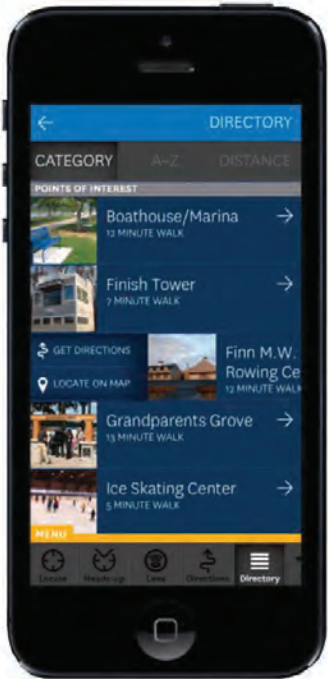 DIRECTORY
CATEGORY A–Z DISTANCE
POINTS OF INTEREST
Boathouse/Marina
12 MINUTE WALK
Finish Tower
7 MINUTE WALK
GET DIRECTIONS
LOCATE ON MAP
Finn M.W.
Rowing Ce
12 MINUTE WALK
Grandparents Grove
13 MINUTE WALK
Ice Skating Center
5 MINUTE WALK
MENU
Locate Heads-up Lens Directions Directory